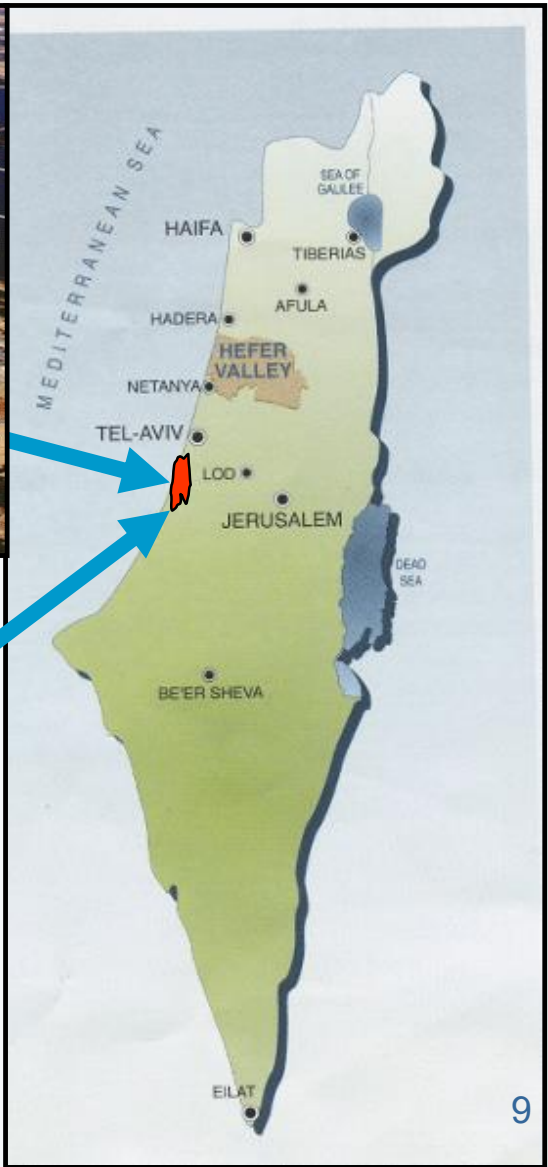 MEDITERRANEAN SEA
SEA OF
GALILEE
HAIFA
TIBERIAS
AFULA
HADERA
HEFER
VALLEY
NETANYA
TEL-AVIV
LOD
JERUSALEM
DEAD
SEA
BE'ER SHEVA
EILAT
9